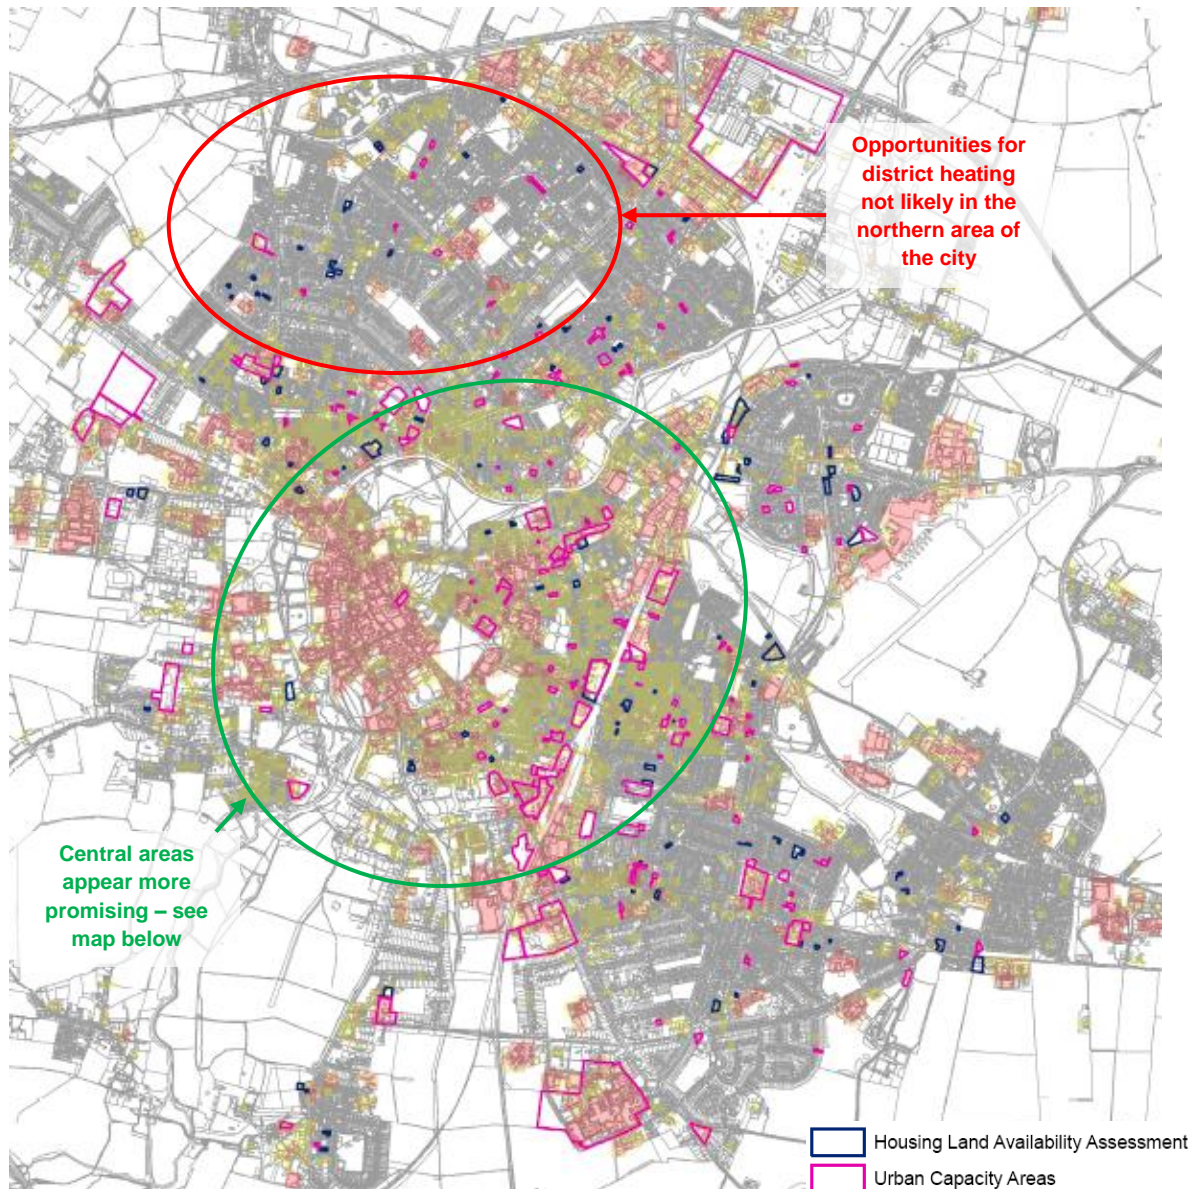 Opportunities for
district heating
not likely in the
northern area of
the city
Central areas
appear more
promising – see
map below
Housing Land Availability Assessment
Urban Capacity Areas